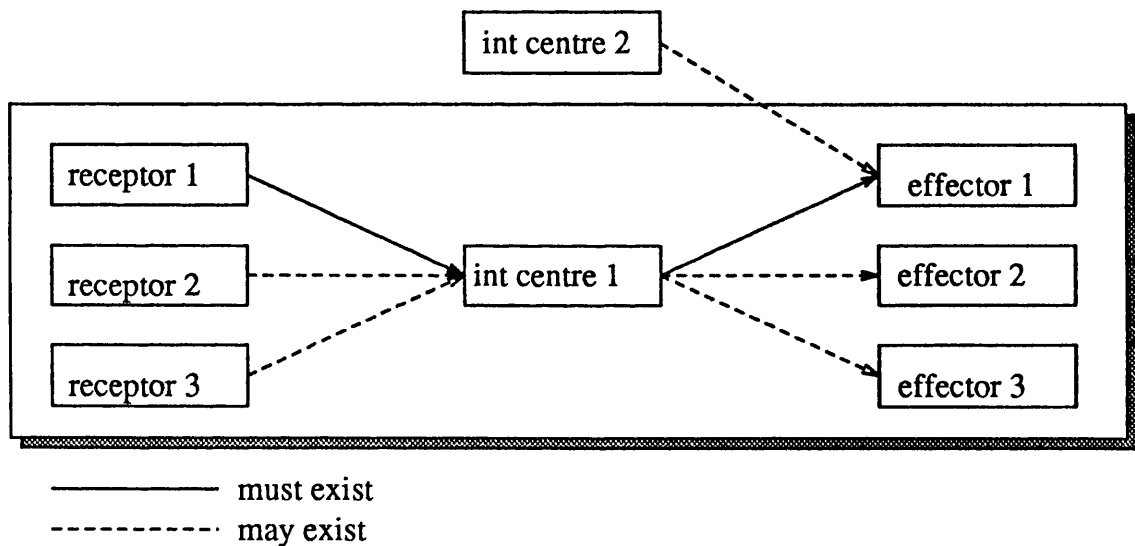 int centre 2
receptor 1
effector 1
receptor 2
int centre 1
effector 2
receptor 3
effector 3
must exist
may exist